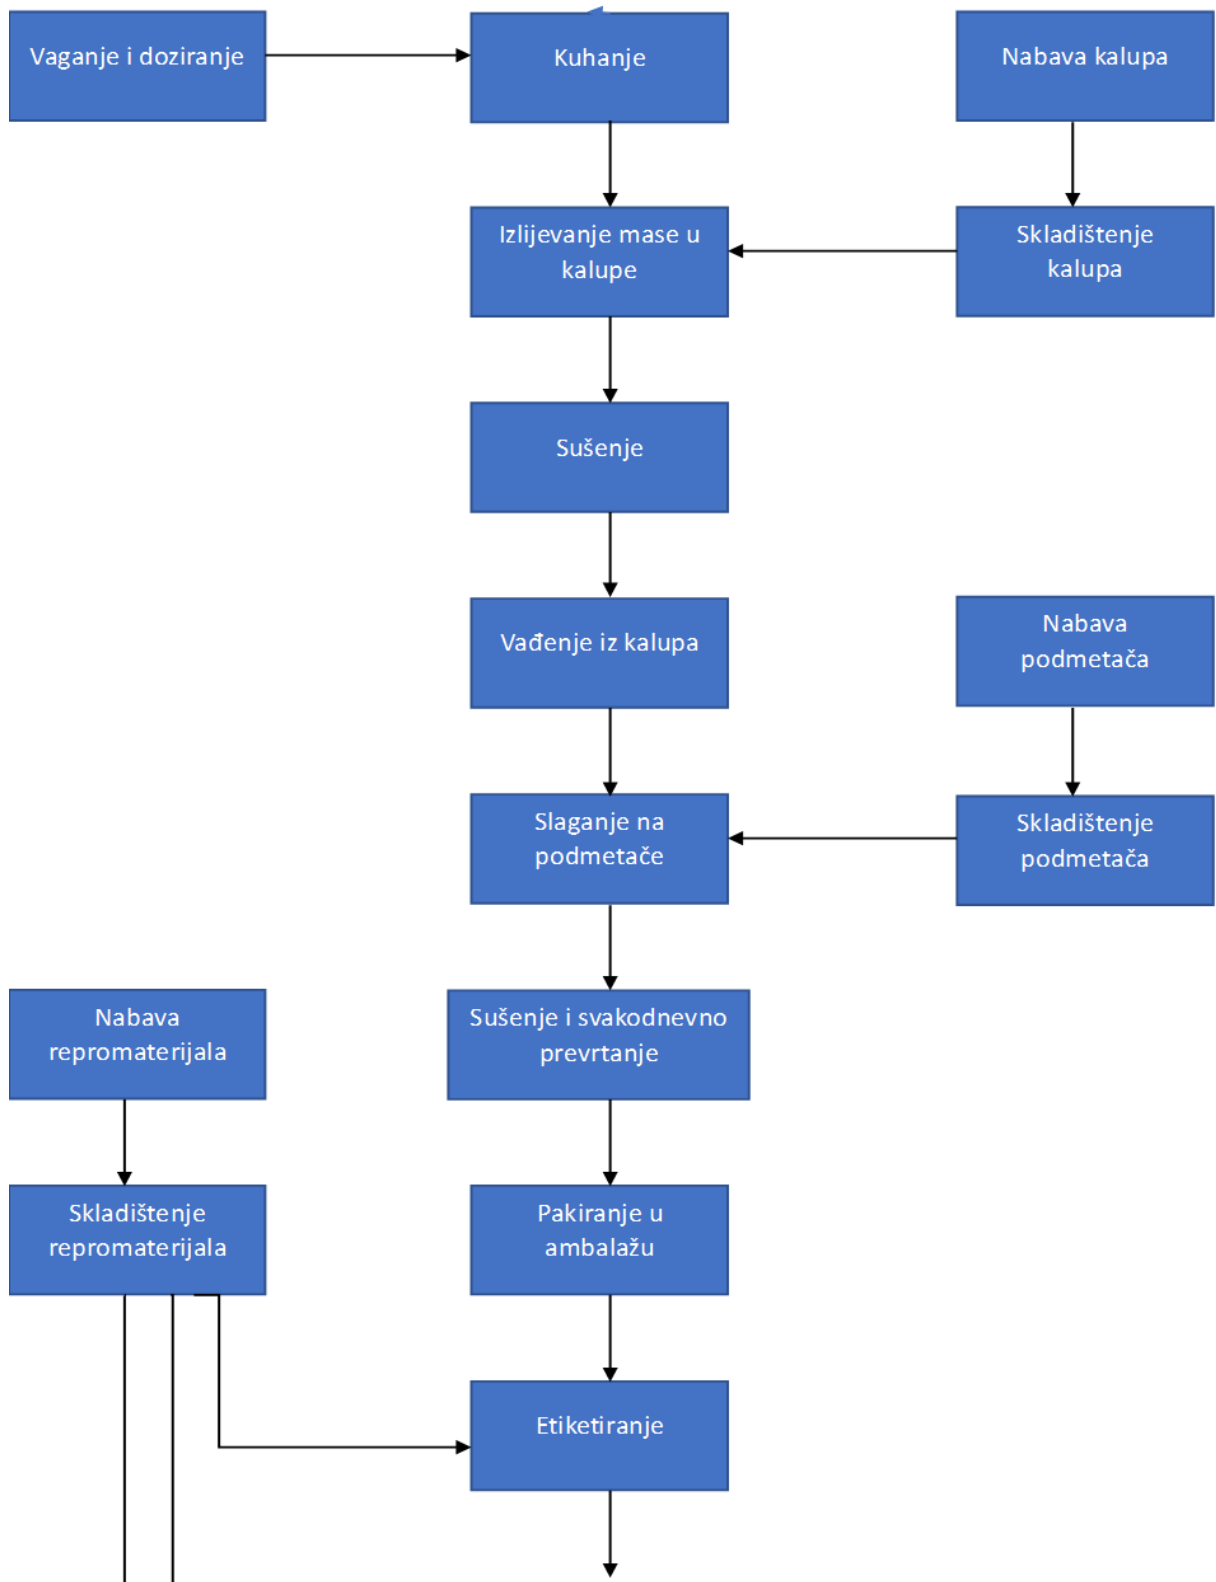 Vaganje i doziranje
Kuhanje
Nabava kalupa
Izlijevanje mase u
kalupe
Skladištenje
kalupa
Sušenje
Vađenje iz kalupa
Nabava
podmetača
Slaganje na
podmetače
Skladištenje
podmetača
Nabava
repromaterijala
Sušenje i svakodnevno
prevrtanje
Skladištenje
repromaterijala
Pakiranje u
ambalažu
Etiketiranje